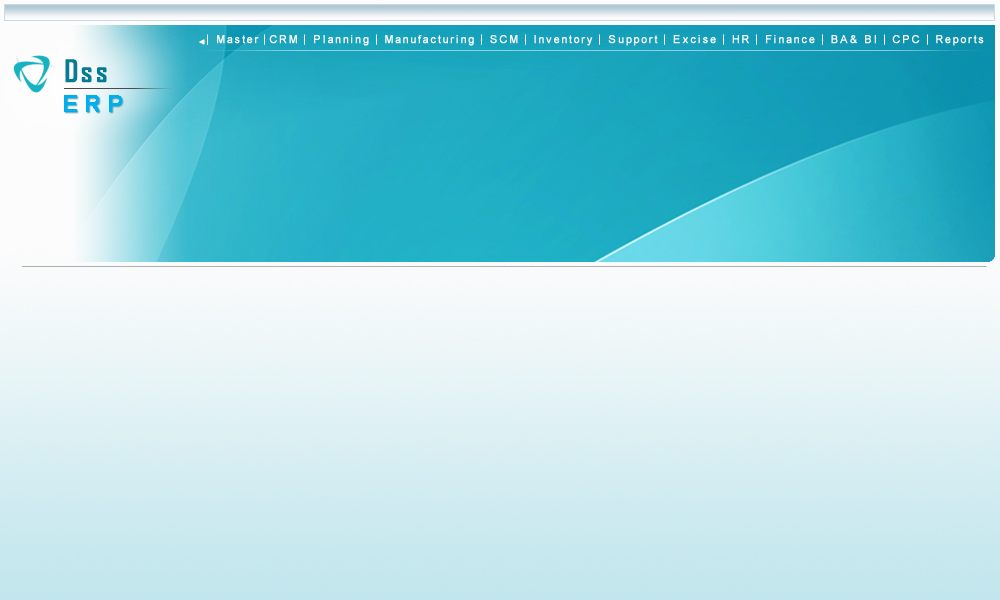 Master | CRM | Planning | Manufacturing | SCM | Inventory | Support | Excise | HR | Finance | BA& BI | CPC | Reports
Dss
ERP